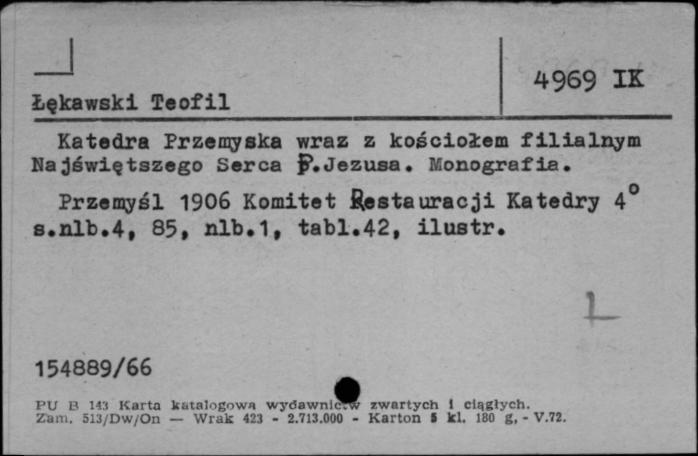 4969 IK
Łękawski Teofil
Katedra Przemyska wraz z kościołem filialnym
Najświętszego Serca P.Jezusa. Monografia.
Przemyśl 1906 Komitet Restauracji Katedry 4°
s.nlb.4, 85, nlb.1, tabl.42, ilustr.
L
154889/66
PU B 143 Karta katalogowa wydawnictw zwartych i ciągłych.
Zam. 513/Dw/On — Wrak 423 - 2.713.000 - Karton 5 kl. 180 g, - V.72.